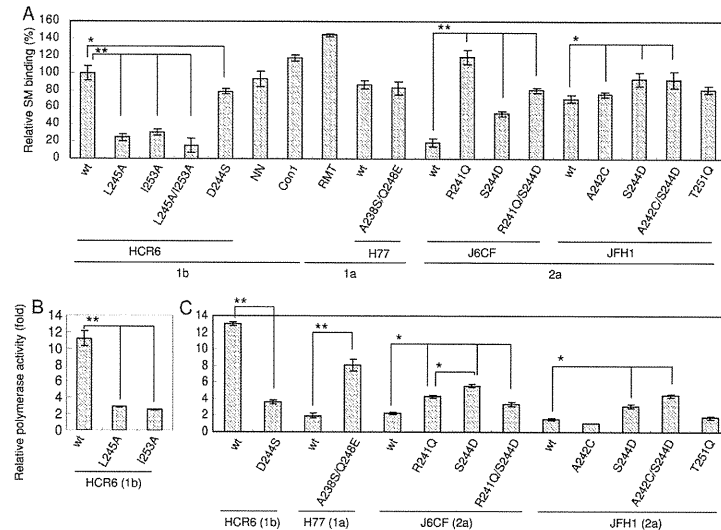 A
Relative SM binding (%)
160
140
120
100
80
60
40
20
0
*
**
**
*
wt
L245A
I253A
L245A/I253A
D244S
NN
Con1
RMT
wt
A238S/Q248E
wt
R241Q
S244D
R241Q/S244D
wt
A242C
S244D
A242C/S244D
T251Q
HCR6
H77
J6CF
JFH1
1b
1a
2a
B
Relative polymerase activity (fold)
14
12
10
8
6
4
2
0
**
wt
L245A
I253A
HCR6 (1b)
C
14
12
10
8
6
4
2
0
**
**
*
*
*
wt
D244S
wt
A238S/Q248E
wt
R241Q
S244D
R241Q/S244D
wt
A242C
S244D
A242C/S244D
T251Q
HCR6 (1b)
H77 (1a)
J6CF (2a)
JFH1 (2a)